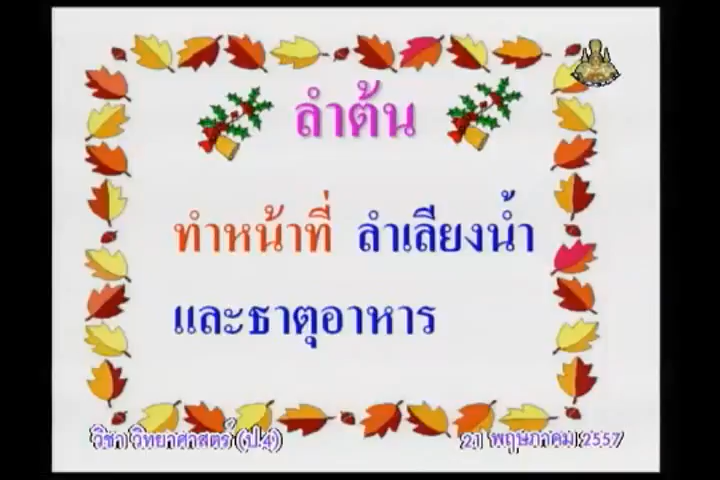 ลำต้น
ทำหน้าที่ ลำเลียงน้ำ
และธาตุอาหาร
วิชา วิทยาศาสตร์ (ป.4)
21 พฤษภาคม 2557